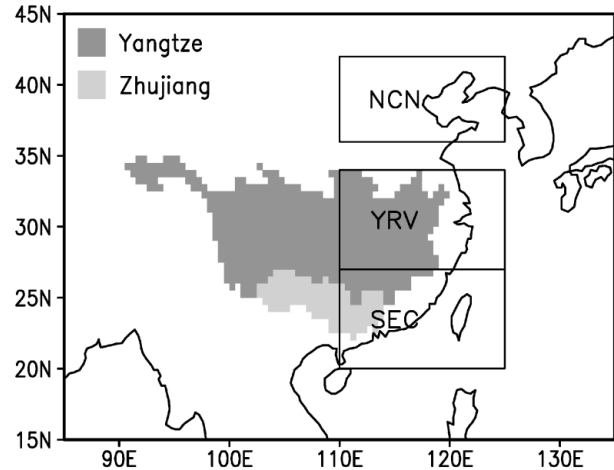 45N
Yangtze
40N
Zhujiang
NCN
35N
30N
YRV
25N
SEC
20N
15N
90E 100E 110E 120E 130E